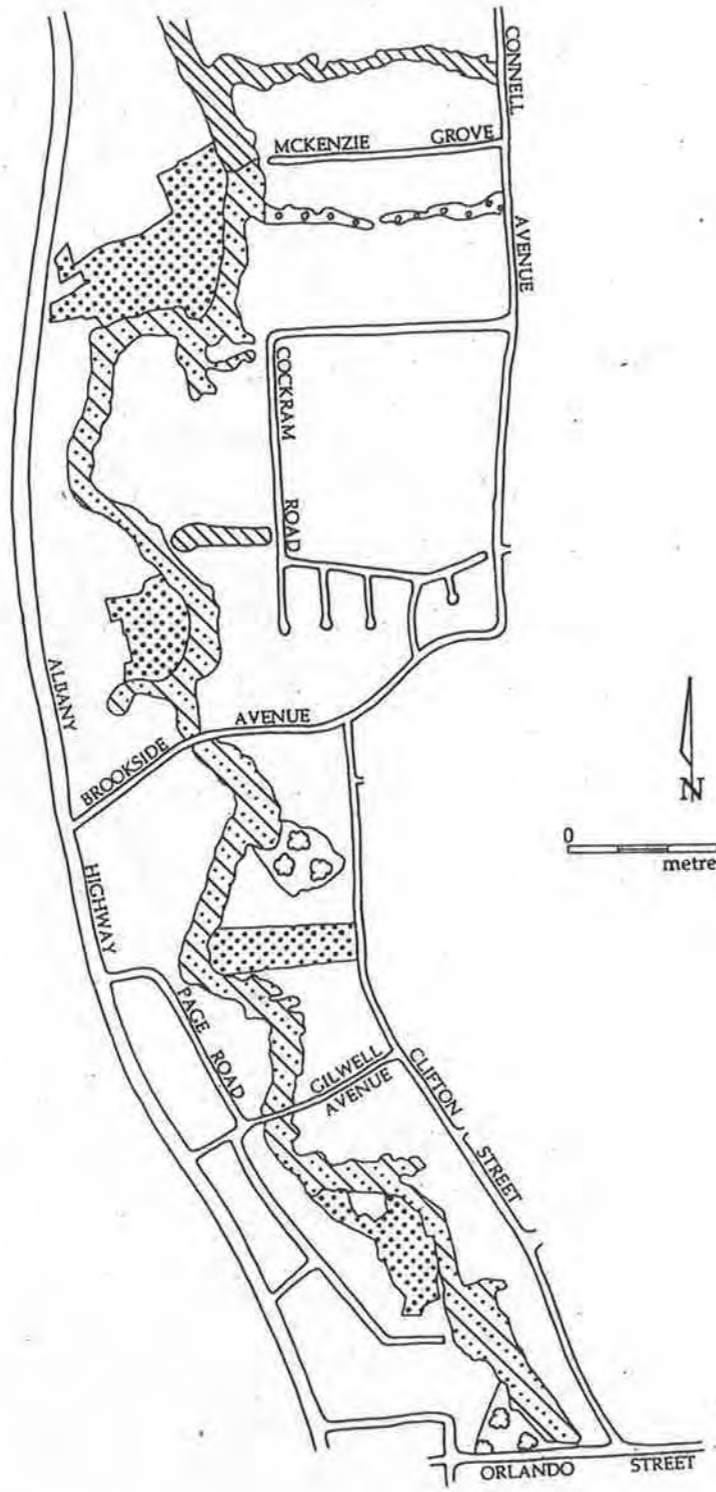 CONNELL
MCKENZIE GROVE
AVENUE
COCKRAM
ROAD
ALBANY
BROOKSIDE AVENUE
N
0
metre
HIGHWAY
PAGE
ROAD
GILWELL
AVENUE
CLIFTON
STREET
ORLANDO STREET